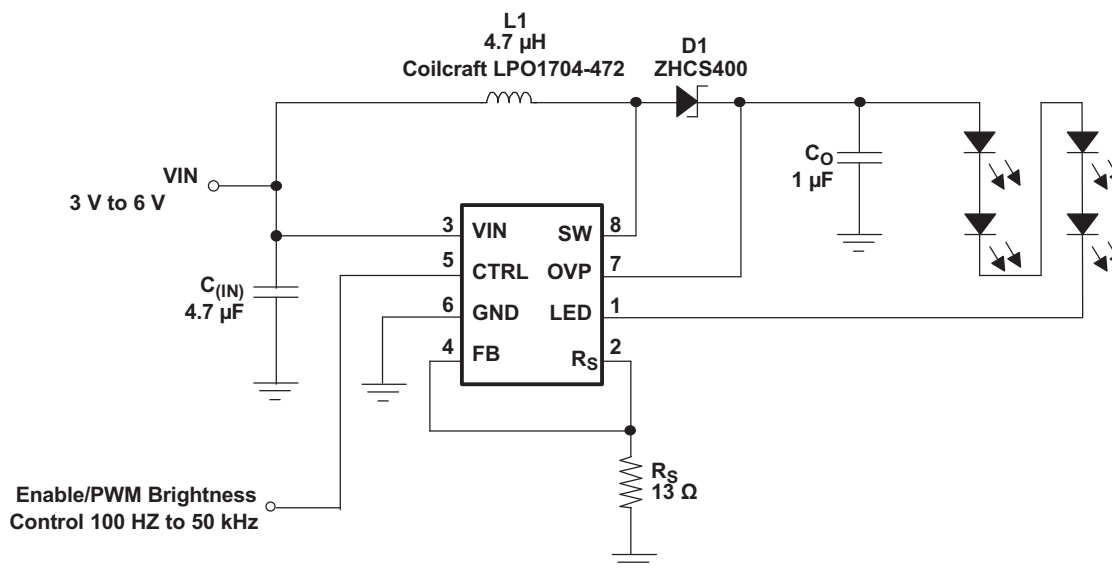 L1
4.7 µH
Coilcraft LPO1704-472
D1
ZHCS400
VIN
3 V to 6 V
C(IN)
4.7 µF
CO
1 µF
3 VIN SW 8
5 CTRL OVP 7
6 GND LED 1
4 FB RS 2
RS
13 Ω
Enable/PWM Brightness
Control 100 HZ to 50 kHz